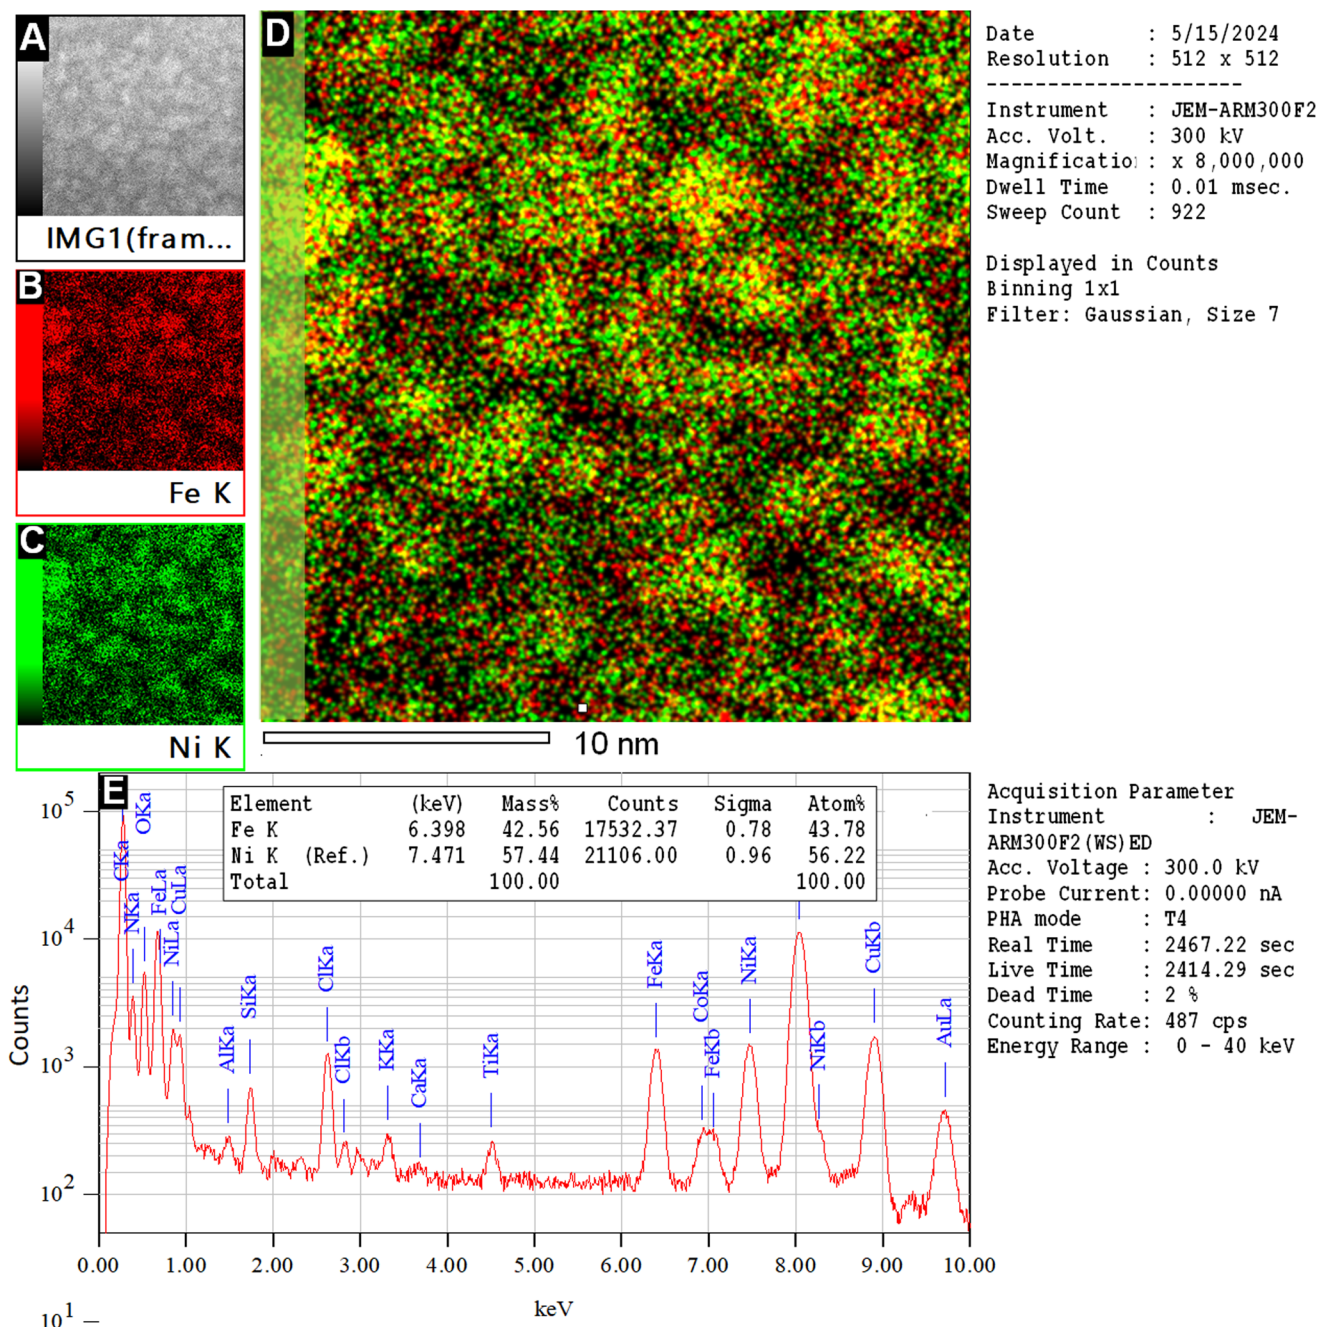 A
IMG1(fram...
B
Fe K
C
Ni K
D
10 nm
Date : 5/15/2024
Resolution : 512 x 512
---------------------
Instrument : JEM-ARM300F2
Acc. Volt. : 300 kV
Magnificatio : x 8,000,000
Dwell Time : 0.01 msec.
Sweep Count : 922
Displayed in Counts
Binning 1x1
Filter: Gaussian, Size 7
E
Element (keV) Mass% Counts Sigma Atom%
Fe K 6.398 42.56 17532.37 0.78 43.78
Ni K (Ref.) 7.471 57.44 21106.00 0.96 56.22
Total 100.00 100.00
Counts
10^5
10^4
10^3
10^2
10^1
CKa
NKa
OKa
FeLa
NiLa
CuLa
AlKa
SiKa
ClKa
ClKb
KKa
CaKa
TiKa
FeKa
CoKa
FeKb
NiKa
NiKb
CuKb
AuLa
0.00 1.00 2.00 3.00 4.00 5.00 6.00 7.00 8.00 9.00 10.00
keV
Acquisition Parameter
Instrument : JEM-
ARM300F2(WS)ED
Acc. Voltage : 300.0 kV
Probe Current: 0.00000 nA
PHA mode : T4
Real Time : 2467.22 sec
Live Time : 2414.29 sec
Dead Time : 2 %
Counting Rate: 487 cps
Energy Range : 0 - 40 keV